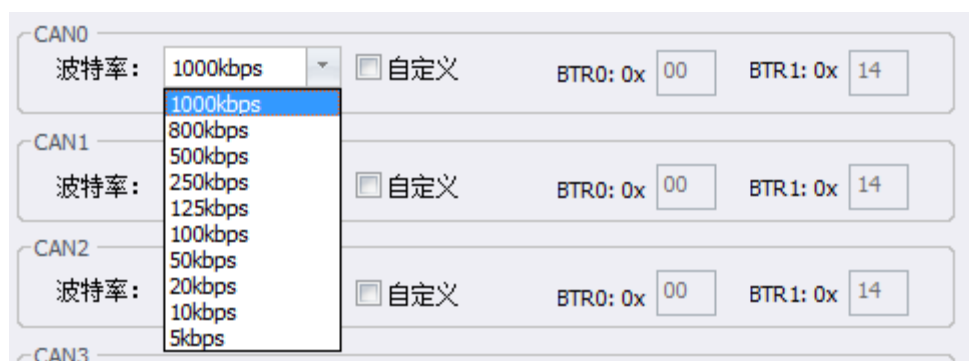 CAN0
波特率： 1000kbps 自定义 BTR0: 0x 00 BTR1: 0x 14
1000kbps
800kbps
500kbps
250kbps
125kbps
100kbps
50kbps
20kbps
10kbps
5kbps
CAN1
波特率： 自定义 BTR0: 0x 00 BTR1: 0x 14
CAN2
波特率： 自定义 BTR0: 0x 00 BTR1: 0x 14
CAN3